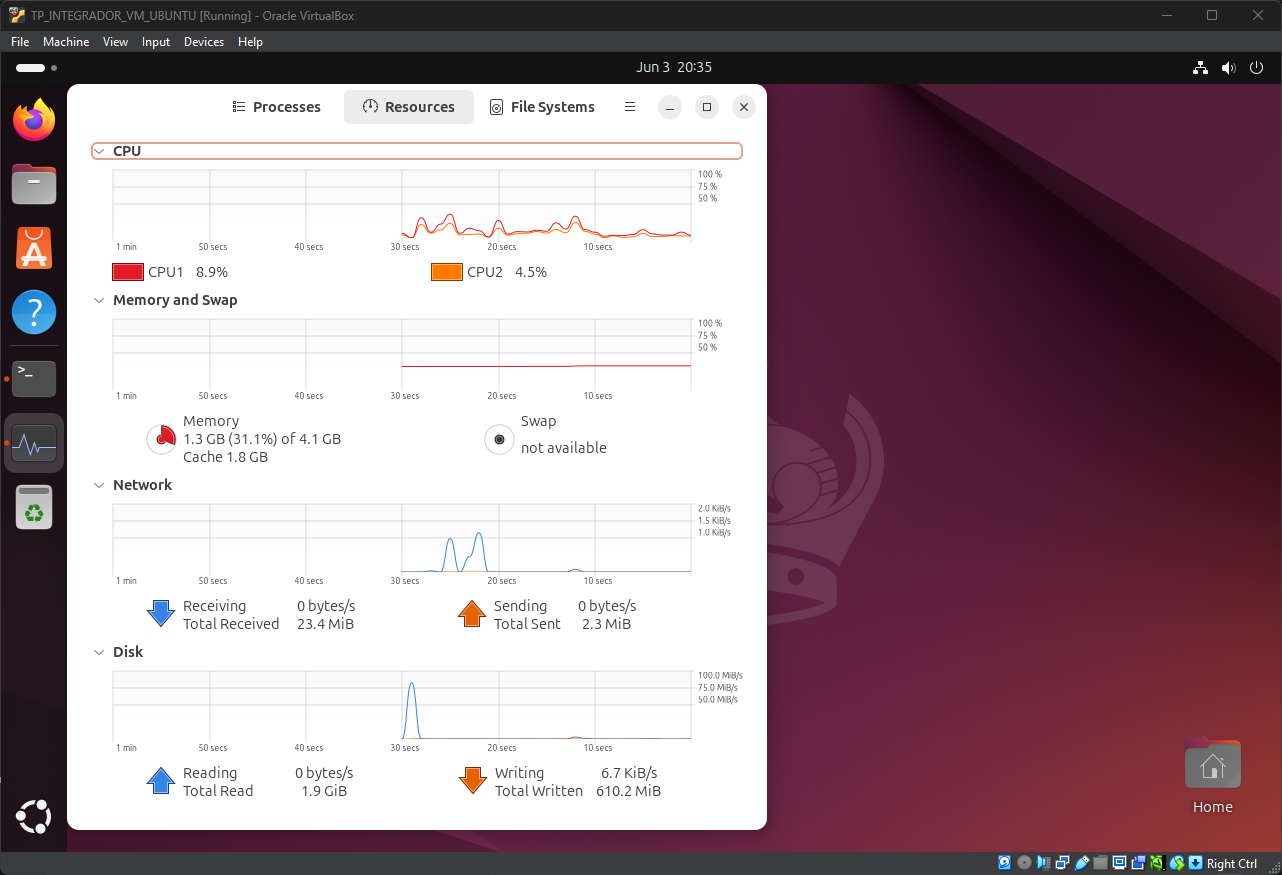 TP_INTEGRADOR_VM_UBUNTU [Running] - Oracle VirtualBox
File Machine View Input Devices Help
Jun 3 20:35
Processes Resources File Systems
CPU
100 %
75 %
50 %
1 min 50 secs 40 secs 30 secs 20 secs 10 secs
CPU1 8.9% CPU2 4.5%
Memory and Swap
100 %
75 %
50 %
1 min 50 secs 40 secs 30 secs 20 secs 10 secs
Memory
1.3 GB (31.1%) of 4.1 GB
Cache 1.8 GB
Swap
not available
Network
2.0 KiB/s
1.5 KiB/s
1.0 KiB/s
1 min 50 secs 40 secs 30 secs 20 secs 10 secs
Receiving 0 bytes/s
Total Received 23.4 MiB
Sending 0 bytes/s
Total Sent 2.3 MiB
Disk
100.0 MiB/s
75.0 MiB/s
50.0 MiB/s
1 min 50 secs 40 secs 30 secs 20 secs 10 secs
Reading 0 bytes/s
Total Read 1.9 GiB
Writing 6.7 KiB/s
Total Written 610.2 MiB
Home
Right Ctrl